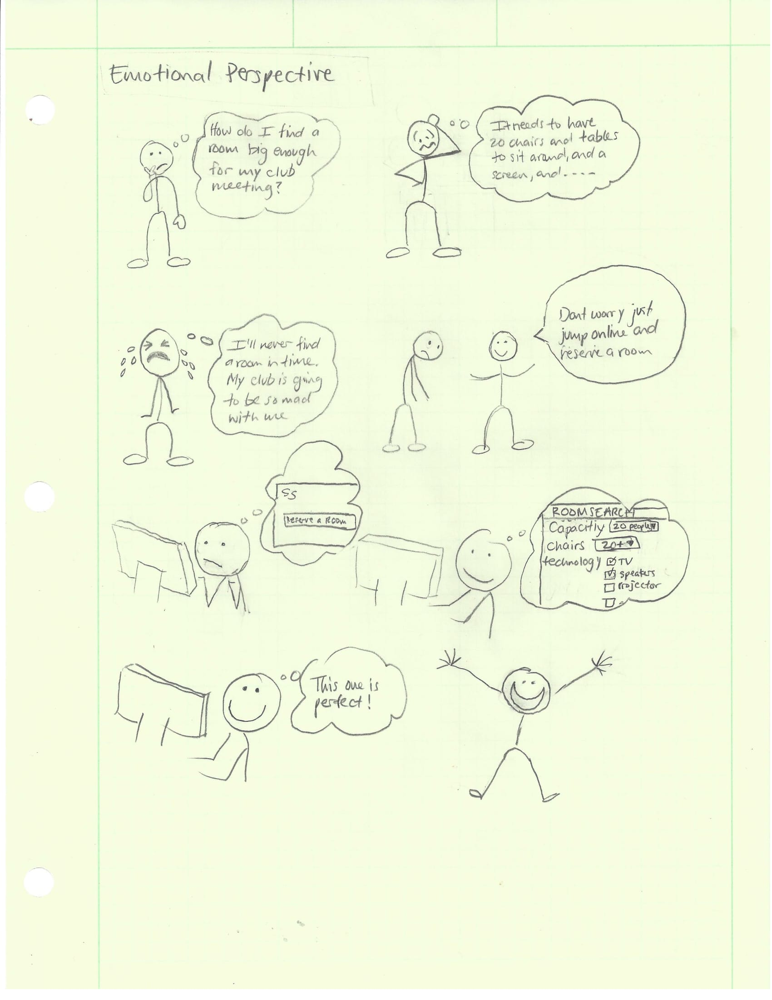 Emotional Perspective
How do I find a
room big enough
for my club
meeting?
It needs to have
20 chairs and tables
to sit around, and a
screen, and....
I'll never find
a room in time.
My club is going
to be so mad
with me
Dont worry just
jump online and
reserve a room
SS
Reserve a Room
ROOMSEARCH
Capacitiy 20 people
chairs 20+
technology TV
speakers
Projector
This one is
perfect!